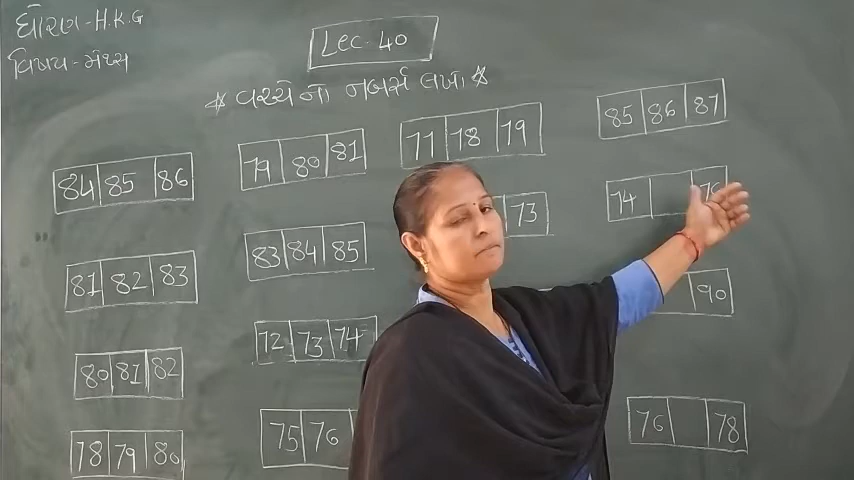 ધોરણ - H.K.G
વિષય - મેથ્સ
Lec. 40
* વચ્ચે ના નંબર્સ લખો *
84 85 86
79 80 81
77 78 79
85 86 87
81 82 83
83 84 85
73
74 76
80 81 82
72 73 74
90
78 79 80
75 76
76 78